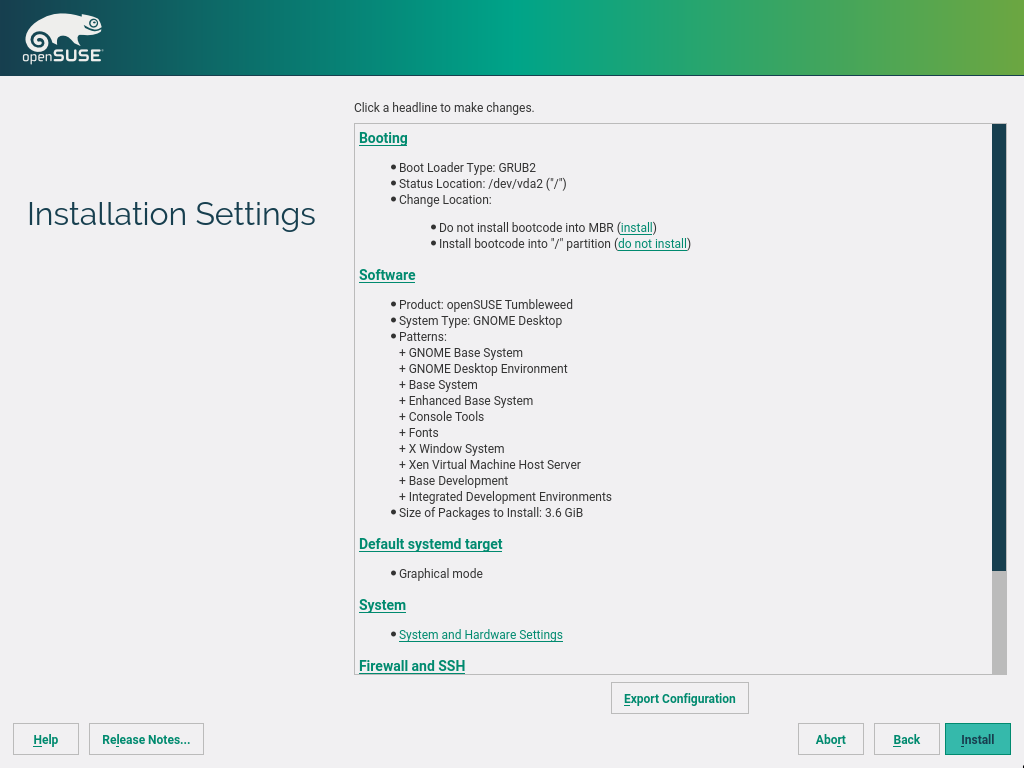 openSUSE
Click a headline to make changes.
Installation Settings
Booting
Boot Loader Type: GRUB2
Status Location: /dev/vda2 ("/")
Change Location:
Do not install bootcode into MBR (install)
Install bootcode into "/" partition (do not install)
Software
Product: openSUSE Tumbleweed
System Type: GNOME Desktop
Patterns:
+ GNOME Base System
+ GNOME Desktop Environment
+ Base System
+ Enhanced Base System
+ Console Tools
+ Fonts
+ X Window System
+ Xen Virtual Machine Host Server
+ Base Development
+ Integrated Development Environments
Size of Packages to Install: 3.6 GiB
Default systemd target
Graphical mode
System
System and Hardware Settings
Firewall and SSH
Export Configuration
Help
Release Notes...
Abort
Back
Install